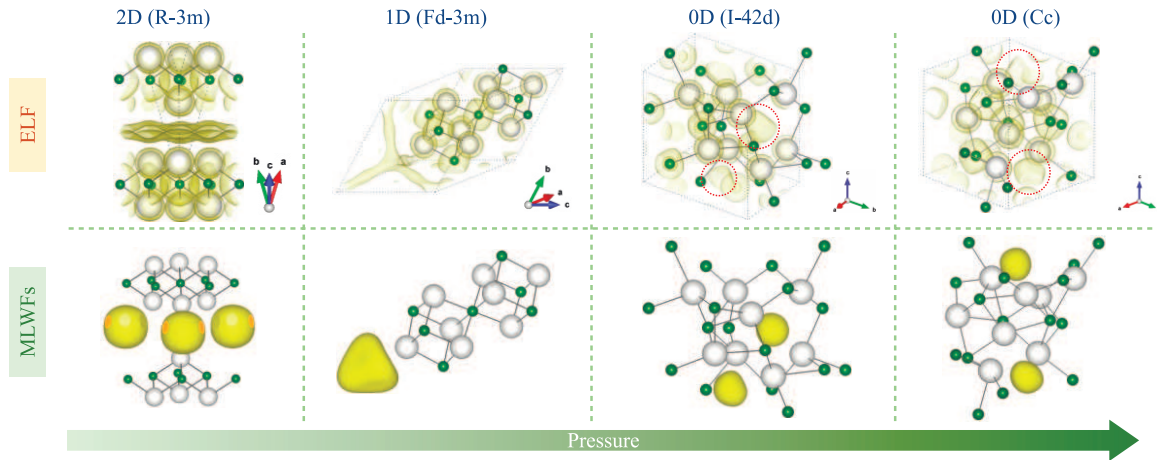 2D (R-3m)
1D (Fd-3m)
0D (I-42d)
0D (Cc)
ELF
b
c
a
b
a
c
c
a
b
c
a
b
MLWFs
Pressure